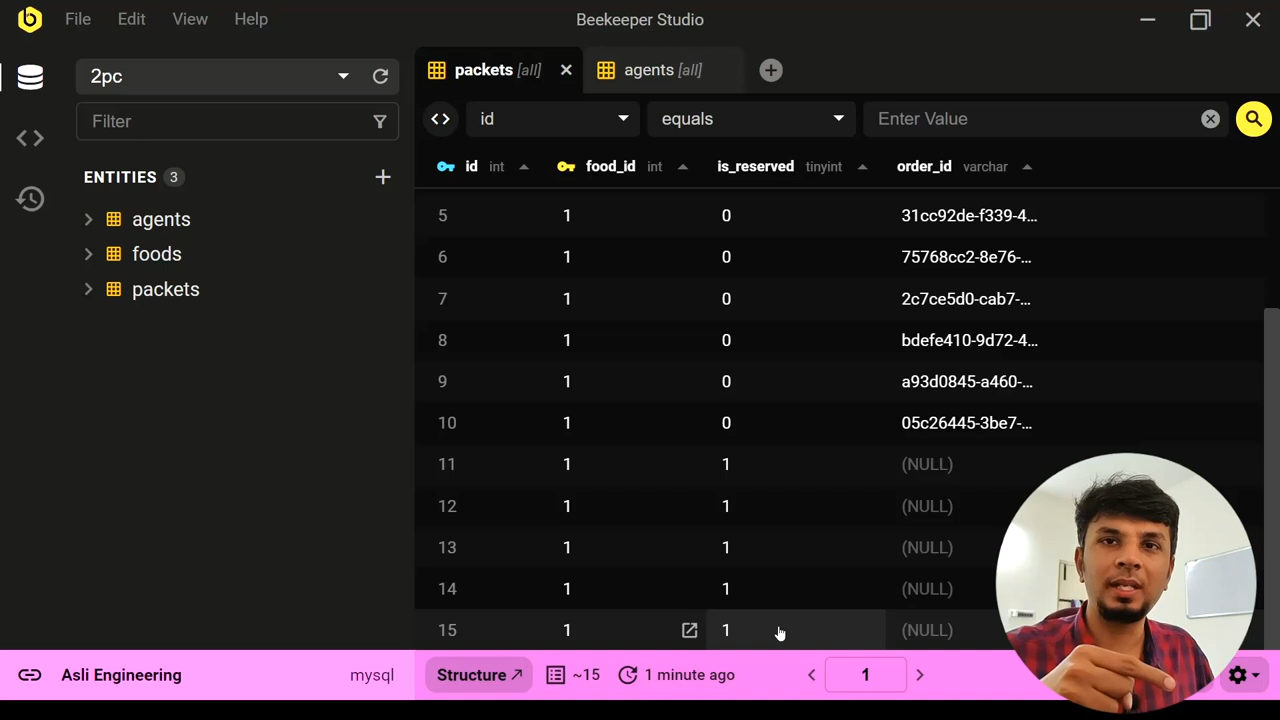 File Edit View Help Beekeeper Studio
2pc
packets [all] agents [all]
Filter
id equals Enter Value
ENTITIES 3
id int food_id int is_reserved tinyint order_id varchar
agents
foods
packets
5 1 0 31cc92de-f339-4...
6 1 0 75768cc2-8e76-...
7 1 0 2c7ce5d0-cab7-...
8 1 0 bdefe410-9d72-4...
9 1 0 a93d0845-a460-...
10 1 0 05c26445-3be7-...
11 1 1 (NULL)
12 1 1 (NULL)
13 1 1 (NULL)
14 1 1 (NULL)
15 1 1 (NULL)
Asli Engineering mysql Structure ~15 1 minute ago 1